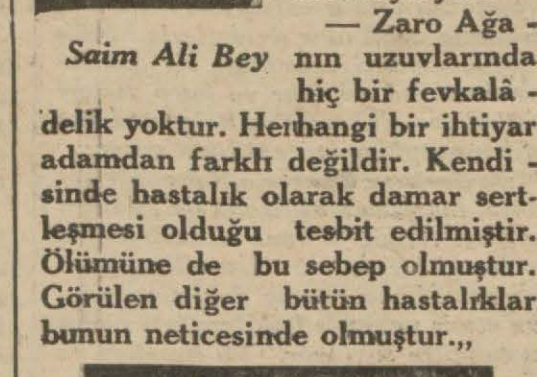 — Zaro Ağa -
Saim Ali Bey nın uzuvlarında
hiç bir fevkalâ -
delik yoktur. Herhangi bir ihtiyar
adamdan farklı değildir. Kendi -
sinde hastalık olarak damar sert-
leşmesi olduğu tesbit edilmiştir.
Ölümüne de bu sebep olmuştur.
Görülen diğer bütün hastalıklar
bunun neticesinde olmuştur.,,